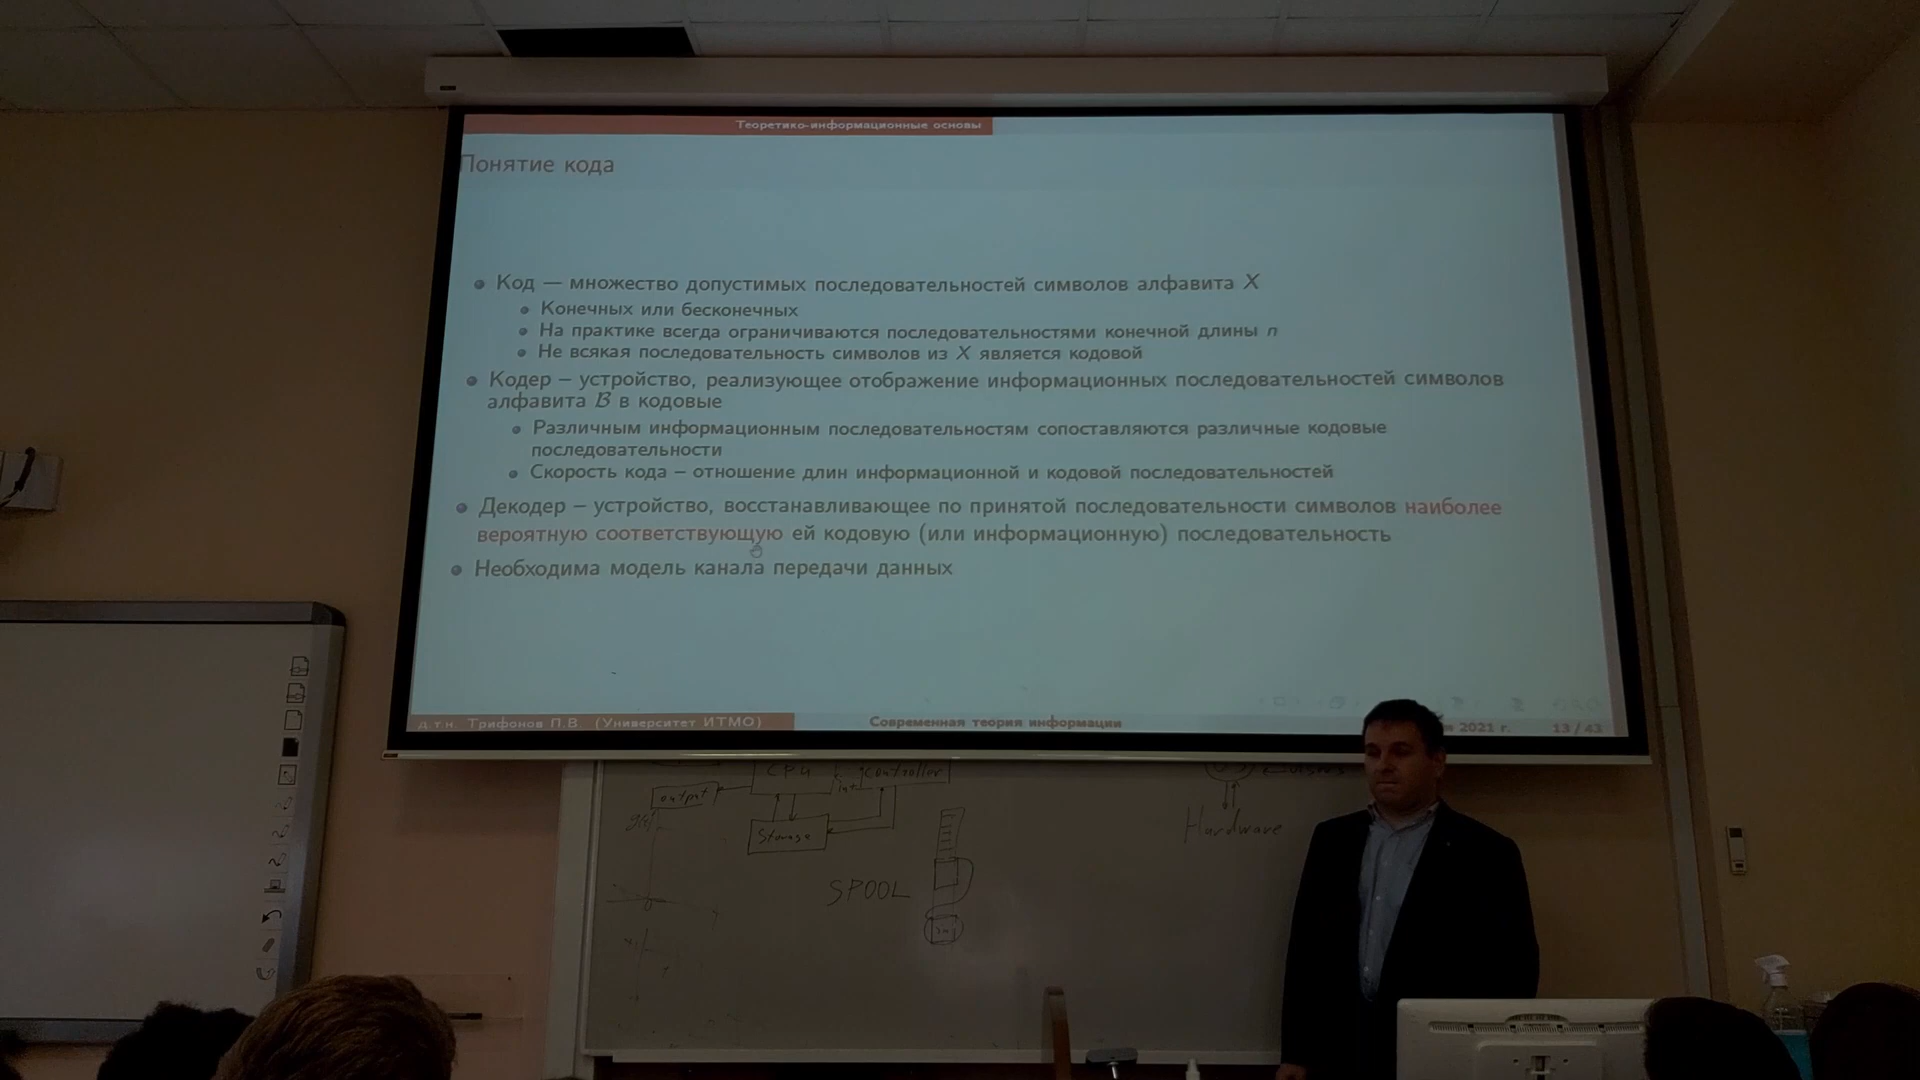 Теоретико-информационные основы
Понятие кода
Код — множество допустимых последовательностей символов алфавита X
Конечных или бесконечных
На практике всегда ограничиваются последовательностями конечной длины n
Не всякая последовательность символов из X является кодовой
Кодер – устройство, реализующее отображение информационных последовательностей символов
алфавита B в кодовые
Различным информационным последовательностям сопоставляются различные кодовые
последовательности
Скорость кода – отношение длин информационной и кодовой последовательностей
Декодер – устройство, восстанавливающее по принятой последовательности символов наиболее
вероятную соответствующую ей кодовую (или информационную) последовательность
Необходима модель канала передачи данных
д.т.н. Трифонов П.В. (Университет ИТМО)
Современная теория информации
2021 г.
13 / 43
CPU
controller
output
Storage
SPOOL
Hardware